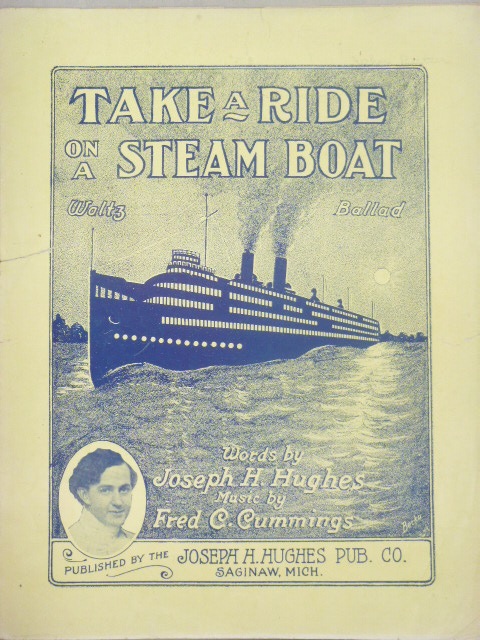 TAKE A RIDE
ON A STEAM BOAT
Waltz Ballad
Words by
Joseph H. Hughes
Music by
Fred C. Cummings
PUBLISHED BY THE JOSEPH H. HUGHES PUB. CO.
SAGINAW, MICH.